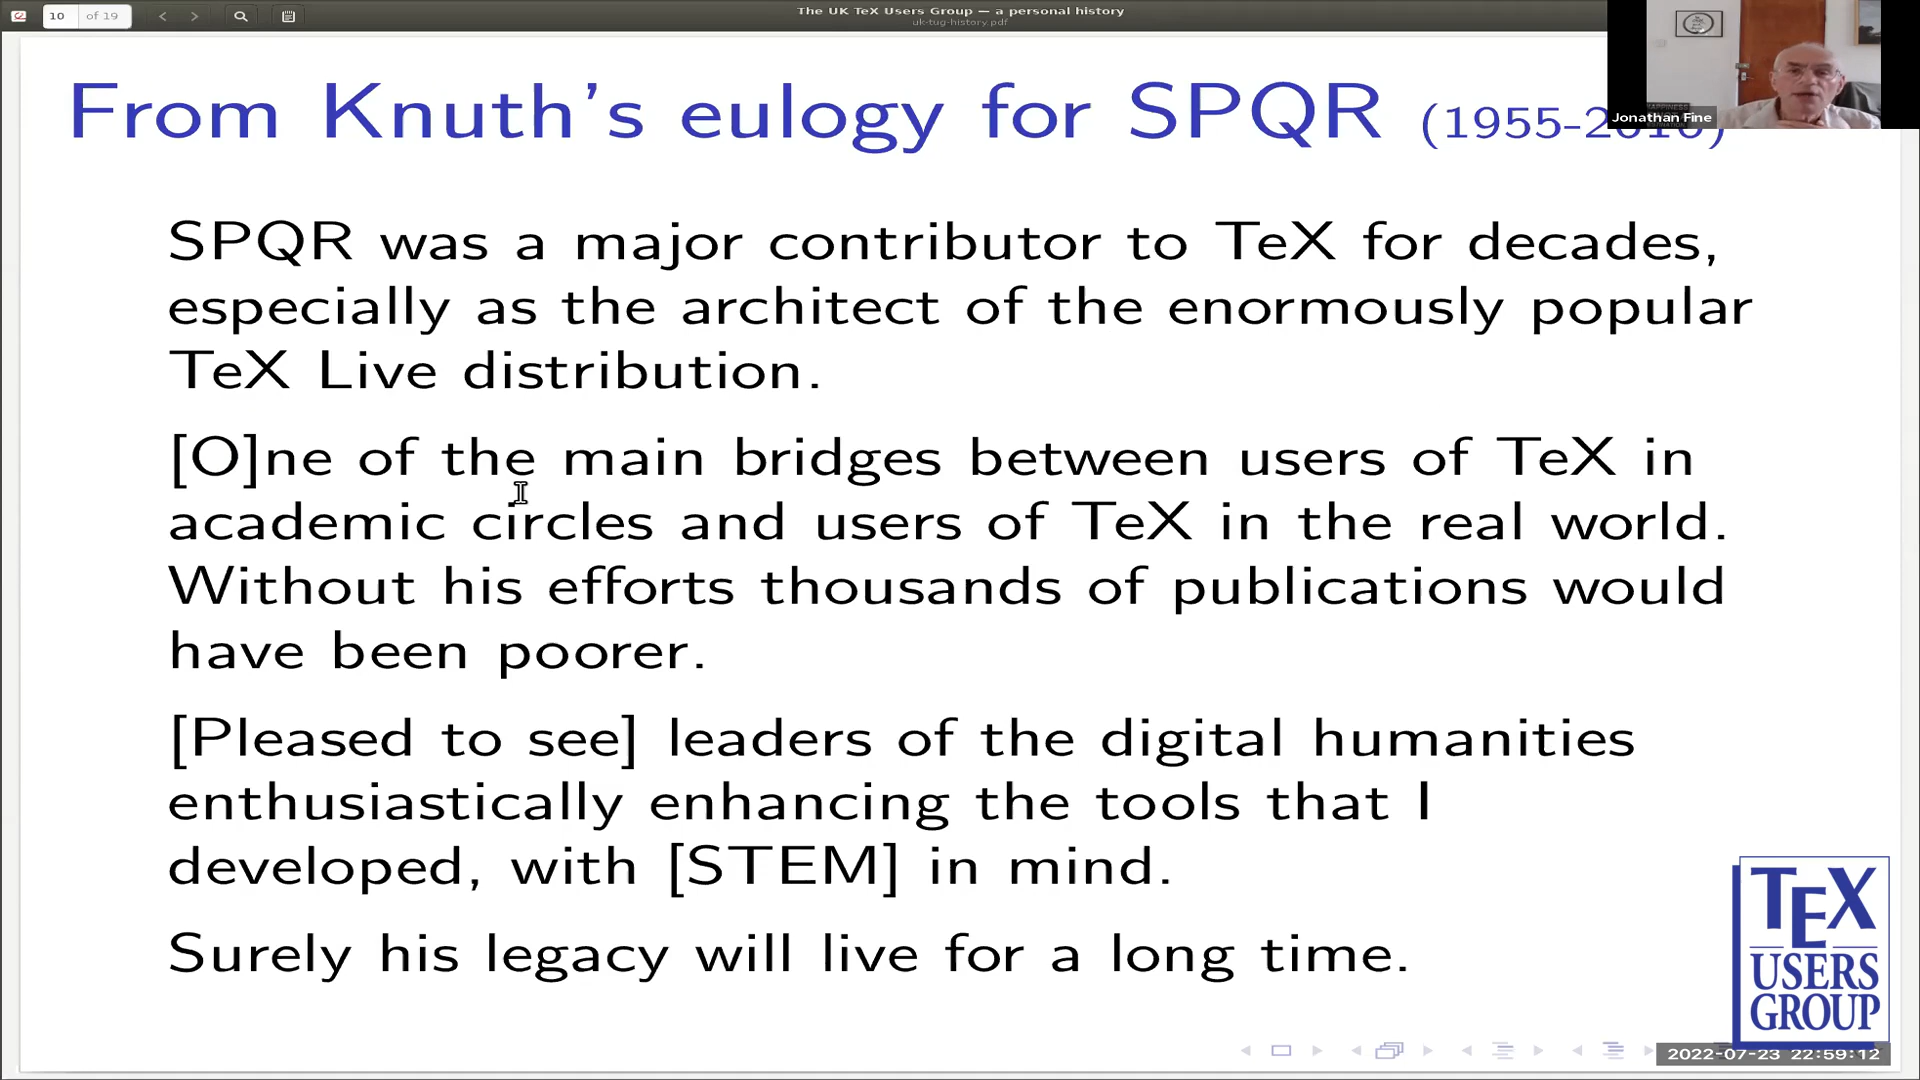 10 of 19
The UK TeX Users Group — a personal history
uk-tug-history.pdf
From Knuth's eulogy for SPQR (1955-2016)
Jonathan Fine
SPQR was a major contributor to TeX for decades,
especially as the architect of the enormously popular
TeX Live distribution.
[O]ne of the main bridges between users of TeX in
academic circles and users of TeX in the real world.
Without his efforts thousands of publications would
have been poorer.
[Pleased to see] leaders of the digital humanities
enthusiastically enhancing the tools that I
developed, with [STEM] in mind.
Surely his legacy will live for a long time.
TEX
USERS
GROUP
2022-07-23 22:59:12